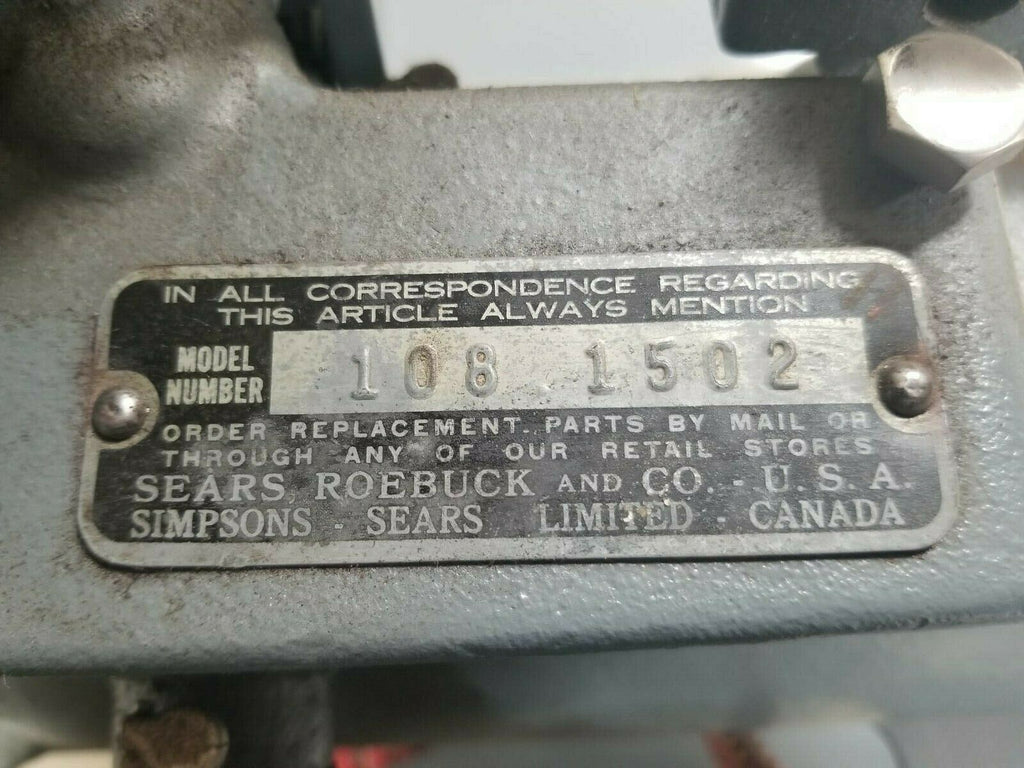 IN ALL CORRESPONDENCE REGARDING
THIS ARTICLE ALWAYS MENTION
MODEL NUMBER 108.1502
ORDER REPLACEMENT PARTS BY MAIL OR
THROUGH ANY OF OUR RETAIL STORES
SEARS, ROEBUCK AND CO. - U.S.A.
SIMPSONS - SEARS LIMITED - CANADA